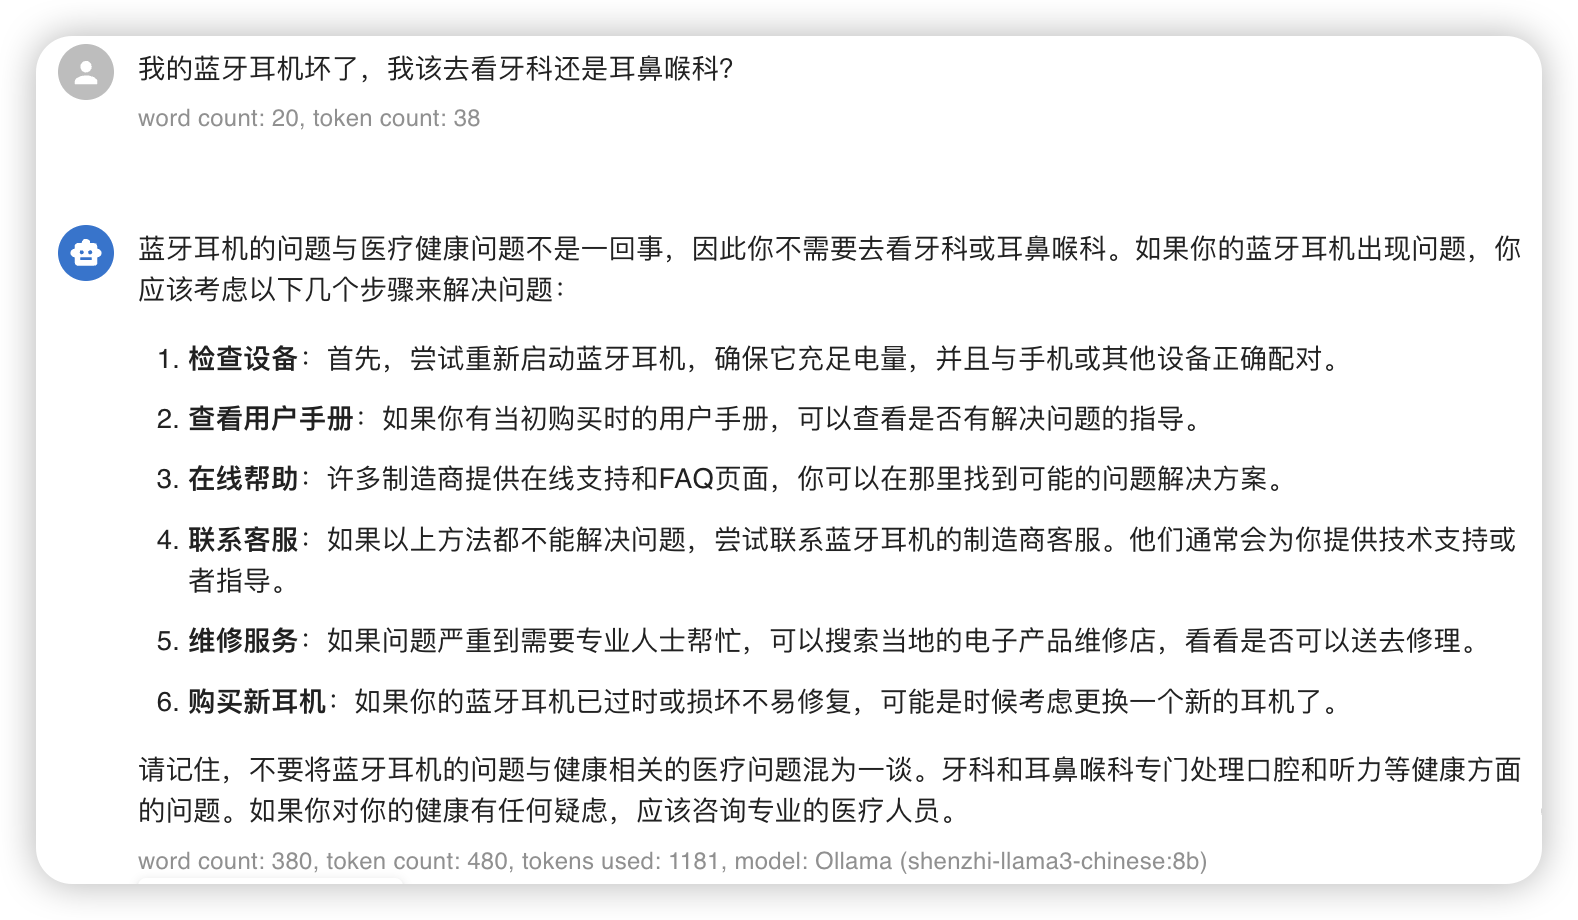 我的蓝牙耳机坏了，我该去看牙科还是耳鼻喉科？
word count: 20, token count: 38
蓝牙耳机的问题与医疗健康问题不是一回事，因此你不需要去看牙科或耳鼻喉科。如果你的蓝牙耳机出现问题，你
应该考虑以下几个步骤来解决问题：
1. 检查设备：首先，尝试重新启动蓝牙耳机，确保它充足电量，并且与手机或其他设备正确配对。
2. 查看用户手册：如果你有当初购买时的用户手册，可以查看是否有解决问题的指导。
3. 在线帮助：许多制造商提供在线支持和FAQ页面，你可以在那里找到可能的问题解决方案。
4. 联系客服：如果以上方法都不能解决问题，尝试联系蓝牙耳机的制造商客服。他们通常会为你提供技术支持或
者指导。
5. 维修服务：如果问题严重到需要专业人士帮忙，可以搜索当地的电子产品维修店，看看是否可以送去修理。
6. 购买新耳机：如果你的蓝牙耳机已过时或损坏不易修复，可能是时候考虑更换一个新的耳机了。
请记住，不要将蓝牙耳机的问题与健康相关的医疗问题混为一谈。牙科和耳鼻喉科专门处理口腔和听力等健康方面
的问题。如果你对你的健康有任何疑虑，应该咨询专业的医疗人员。
word count: 380, token count: 480, tokens used: 1181, model: Ollama (shenzhi-llama3-chinese:8b)